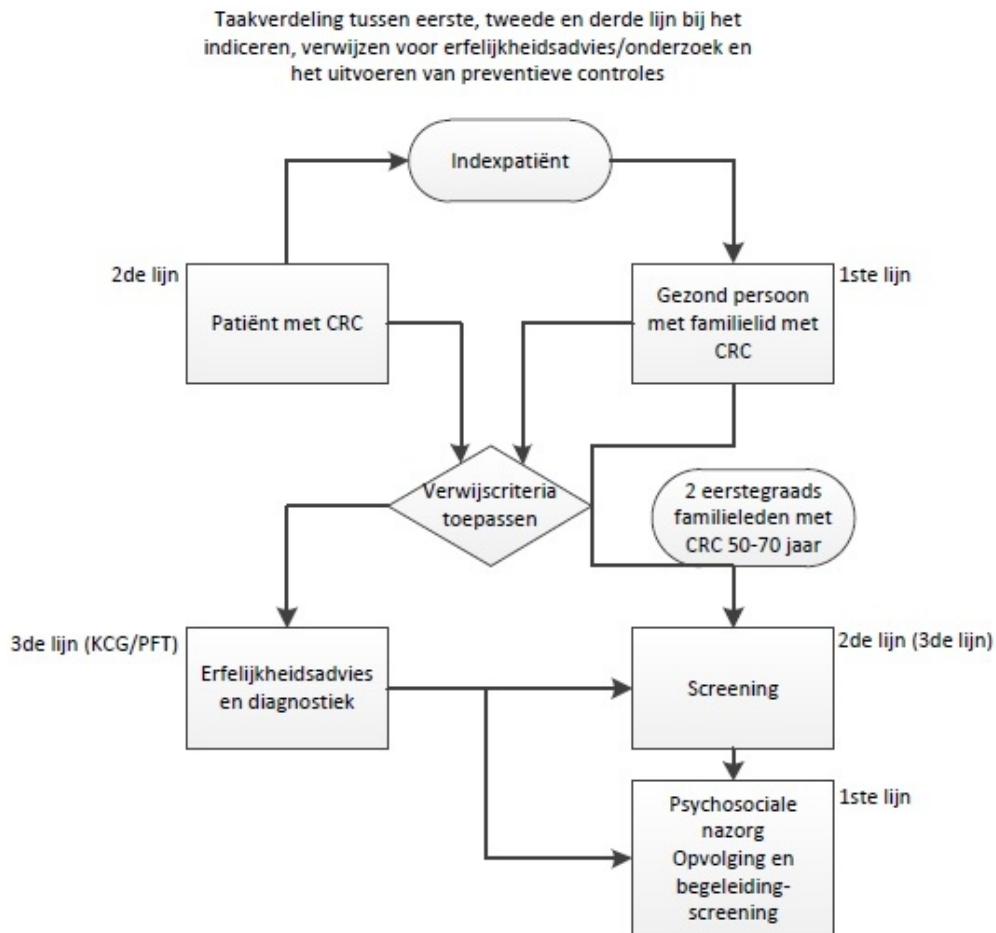 Taakverdeling tussen eerste, tweede en derde lijn bij het
indiceren, verwijzen voor erfelijkheidsadvies/onderzoek en
het uitvoeren van preventieve controles
Indexpatiënt
2de lijn
Patiënt met CRC
1ste lijn
Gezond persoon
met familielid met
CRC
Verwijscriteria
toepassen
2 eerstegraads
familieleden met
CRC 50-70 jaar
3de lijn (KCG/PFT)
Erfelijkheidsadvies
en diagnostiek
2de lijn (3de lijn)
Screening
1ste lijn
Psychosociale
nazorg
Opvolging en
begeleiding-
screening